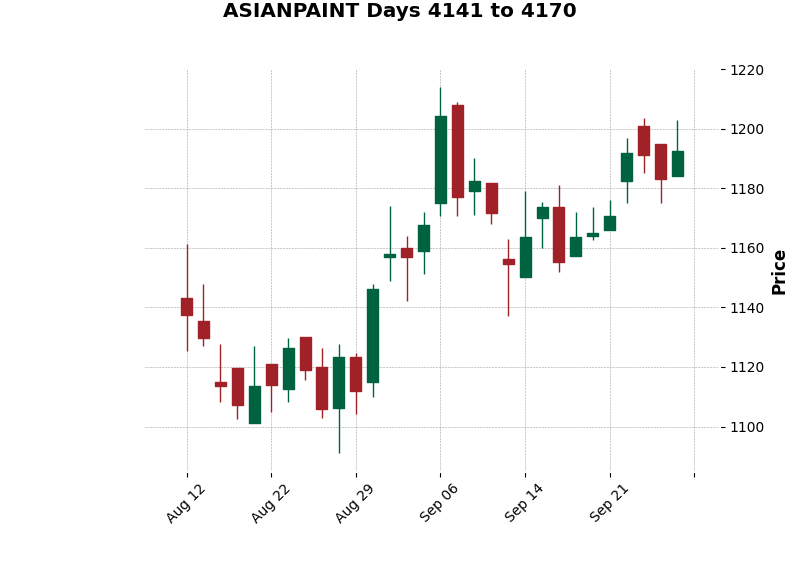 ASIANPAINT Days 4141 to 4170
1220
1200
1180
1160
1140
1120
1100
Price
Aug 12
Aug 22
Aug 29
Sep 06
Sep 14
Sep 21